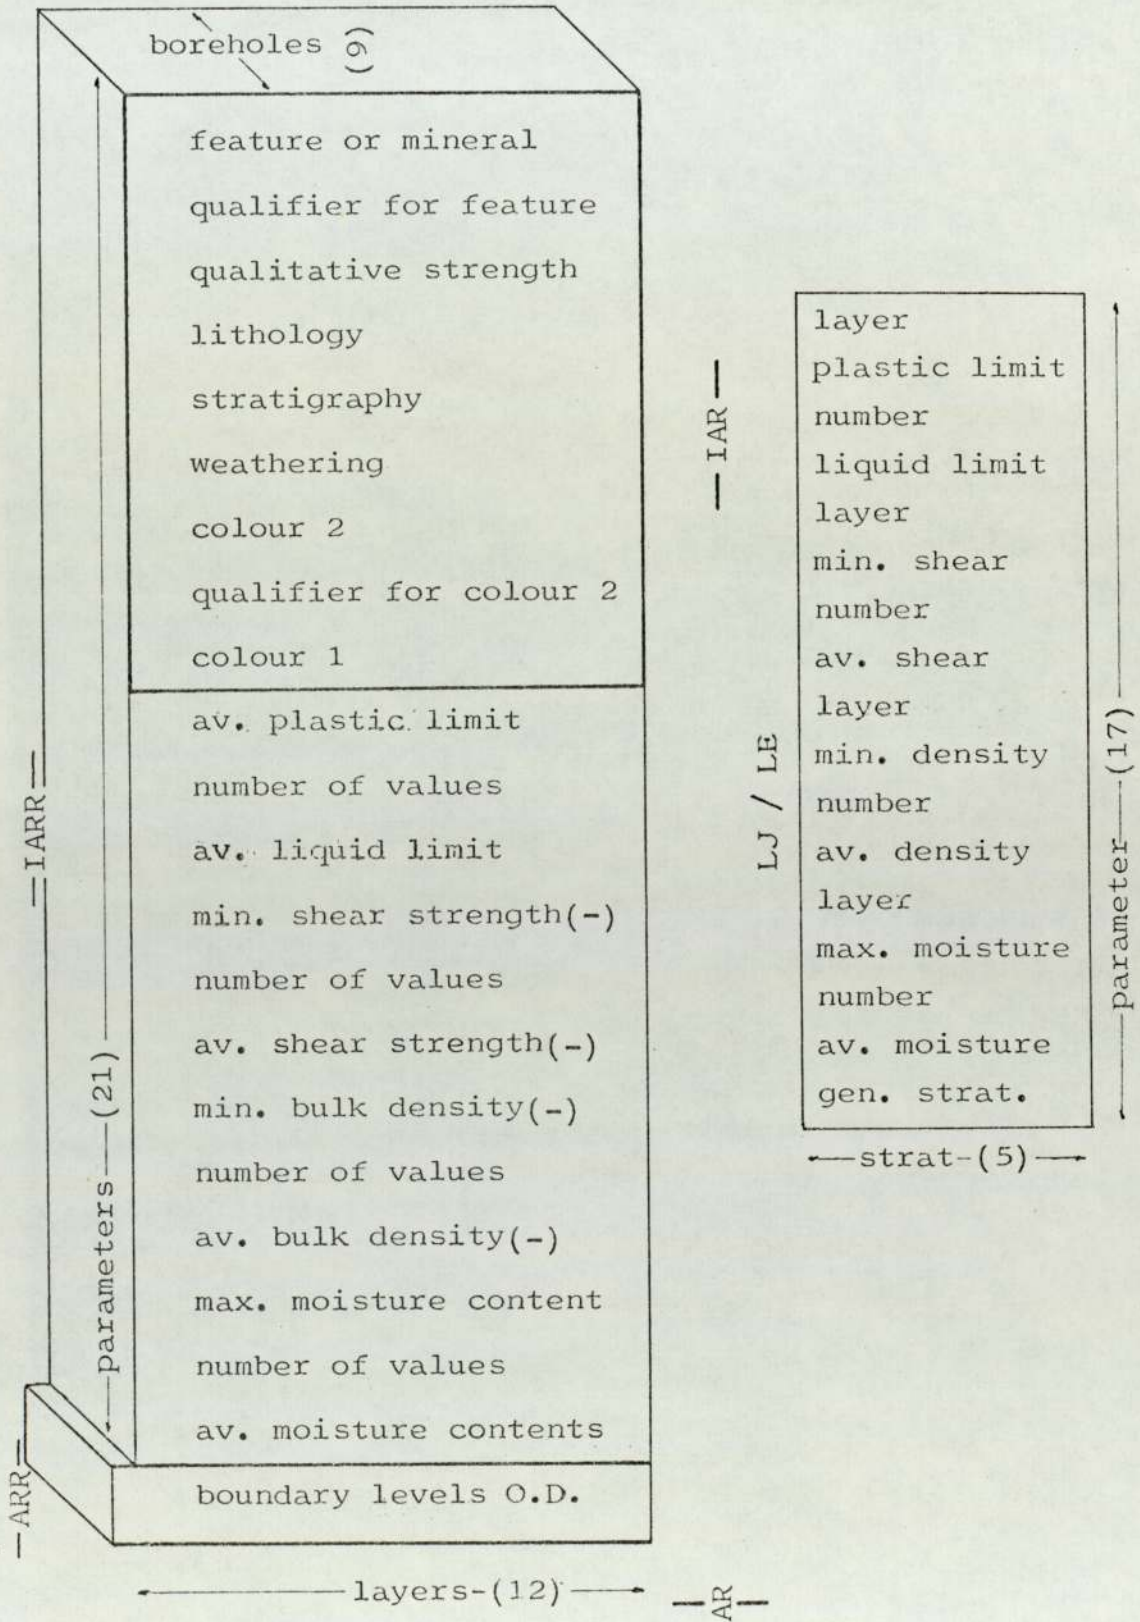 boreholes (6)
feature or mineral
qualifier for feature
qualitative strength
lithology
stratigraphy
weathering
colour 2
qualifier for colour 2
colour 1
av. plastic limit
number of values
av. liquid limit
min. shear strength(-)
number of values
av. shear strength(-)
min. bulk density(-)
number of values
av. bulk density(-)
max. moisture content
number of values
av. moisture contents
boundary levels O.D.
layers-(12)
parameters-(21)
IARR
ARR
AR
IAR
LJ / LE
layer
plastic limit
number
liquid limit
layer
min. shear
number
av. shear
layer
min. density
number
av. density
layer
max. moisture
number
av. moisture
gen. strat.
strat-(5)
parameter-(17)